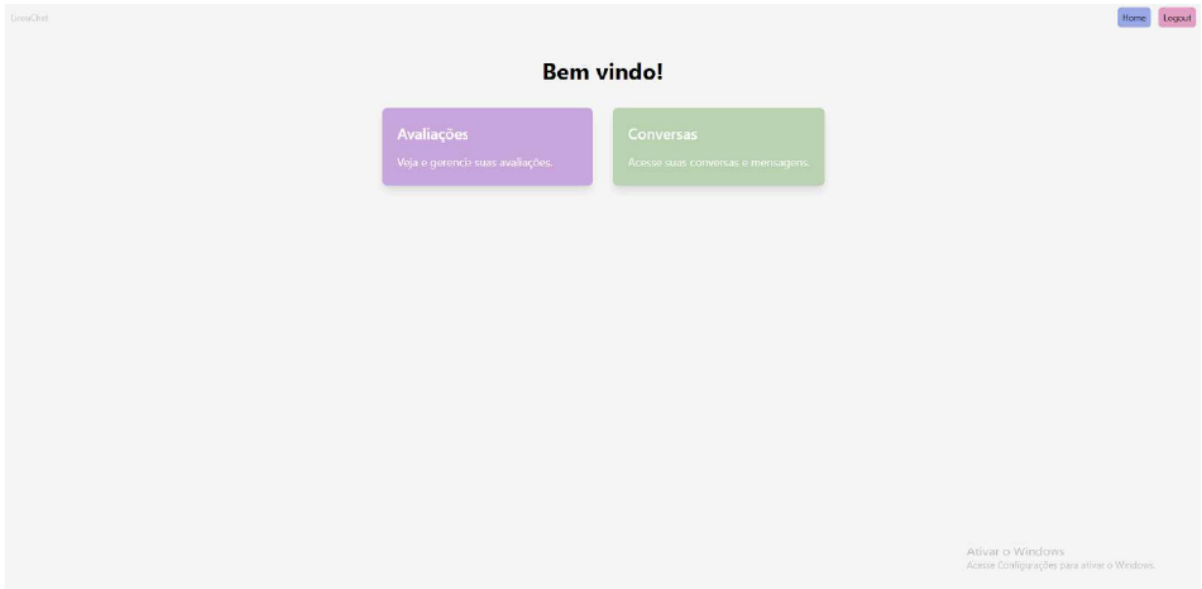 Home Logout
Bem vindo!
Avaliações
Veja e gerencie suas avaliações.
Conversas
Acesse suas conversas e mensagens.
Ativar o Windows
Acesse Configurações para ativar o Windows.